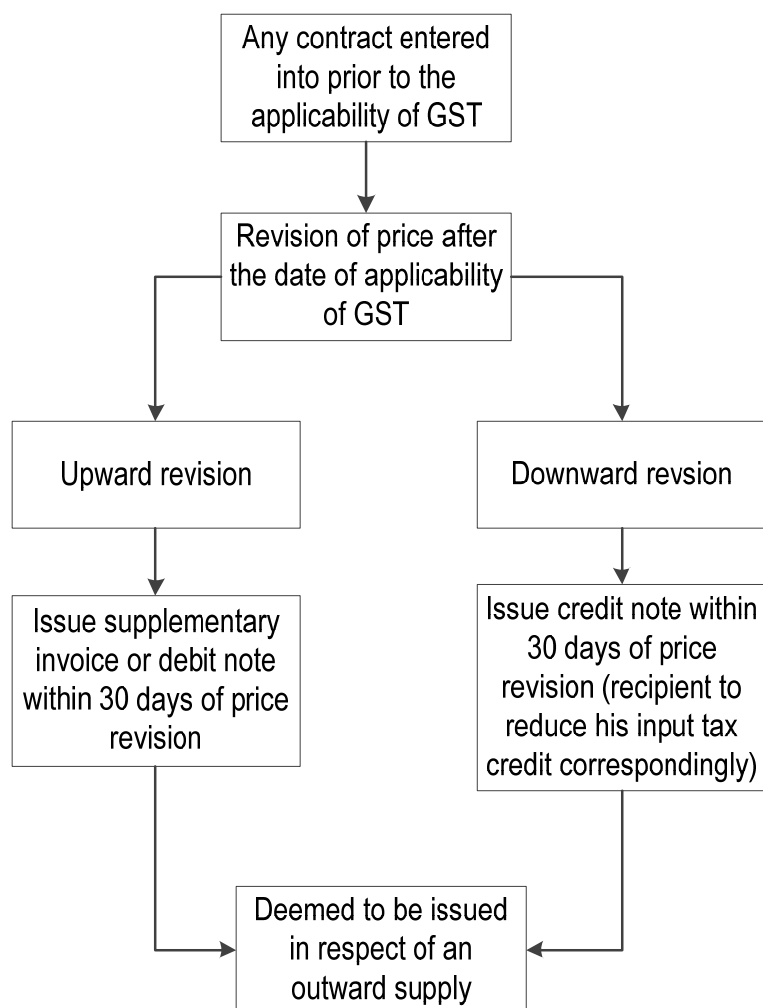 Any contract entered
into prior to the
applicability of GST
Revision of price after
the date of applicability
of GST
Upward revision
Downward revsion
Issue supplementary
invoice or debit note
within 30 days of price
revision
Issue credit note within
30 days of price
revision (recipient to
reduce his input tax
credit correspondingly)
Deemed to be issued
in respect of an
outward supply